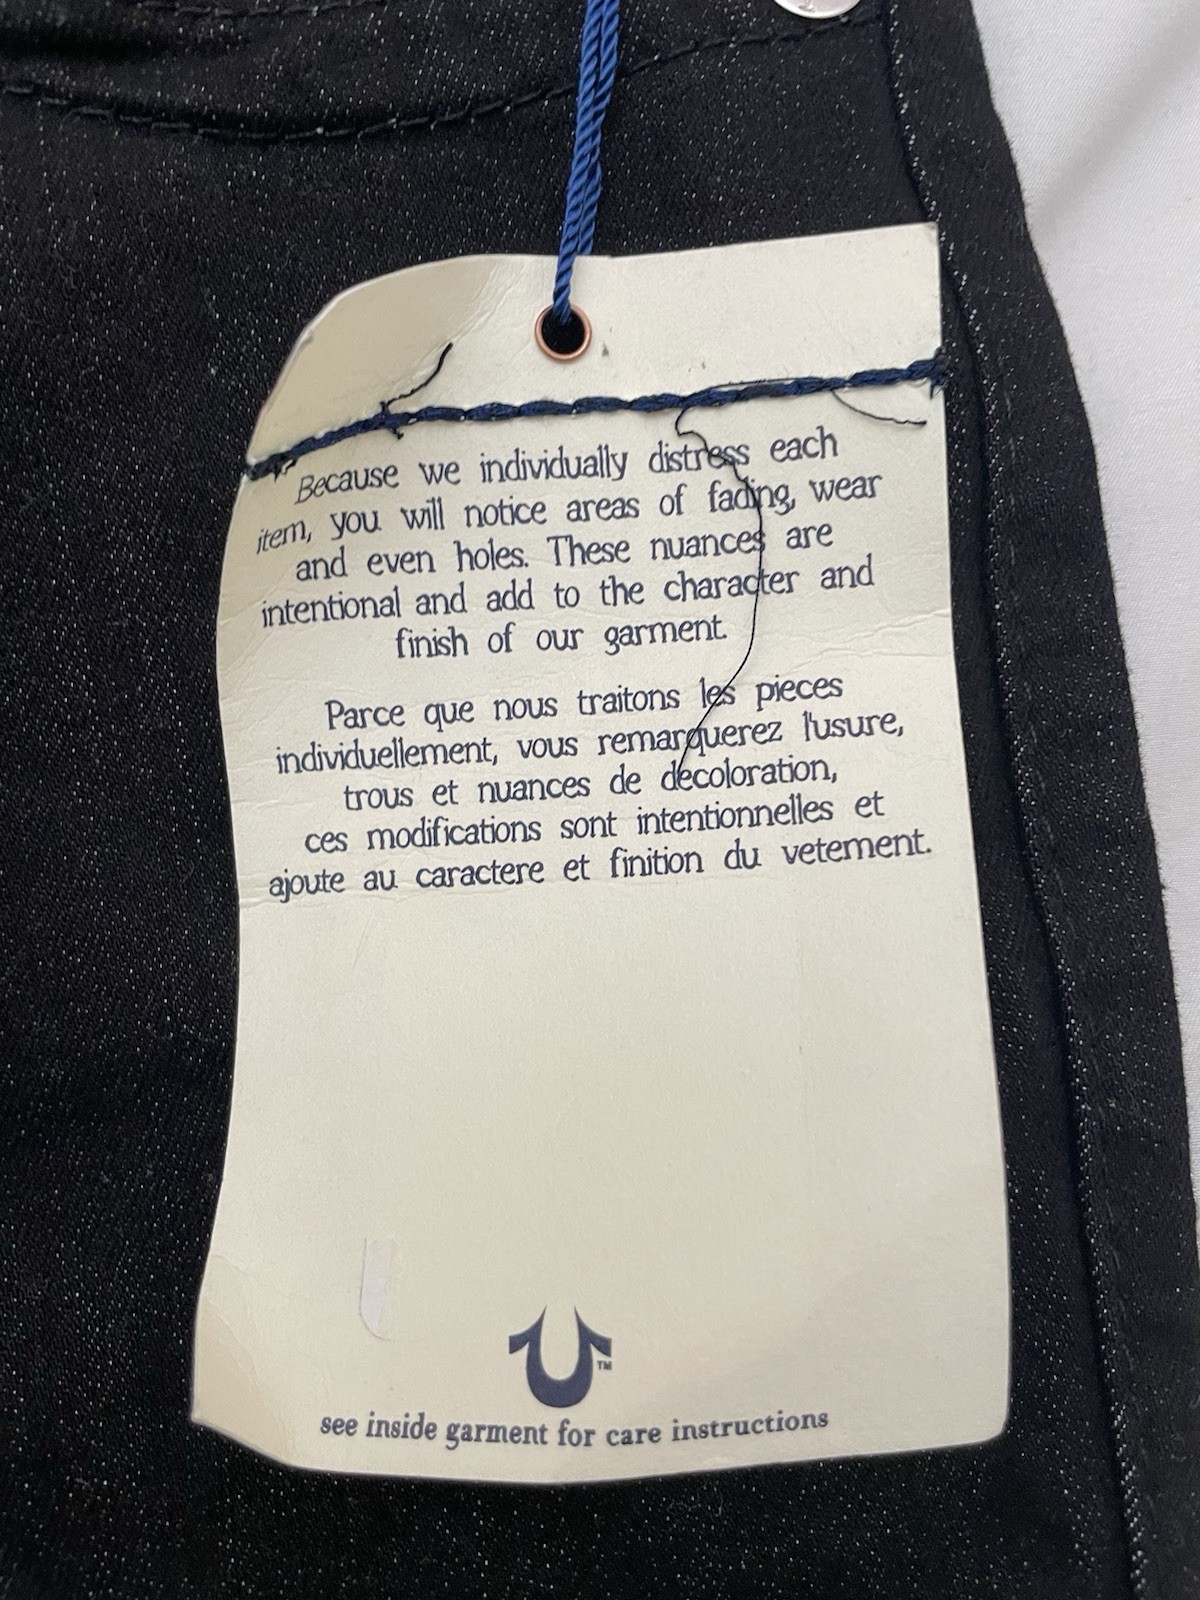 Because we individually distress each
item, you will notice areas of fading, wear
and even holes. These nuances are
intentional and add to the character and
finish of our garment.
Parce que nous traitons les pieces
individuellement, vous remarquerez l'usure,
trous et nuances de decoloration,
ces modifications sont intentionnelles et
ajoute au caractere et finition du vetement.
TM
see inside garment for care instructions